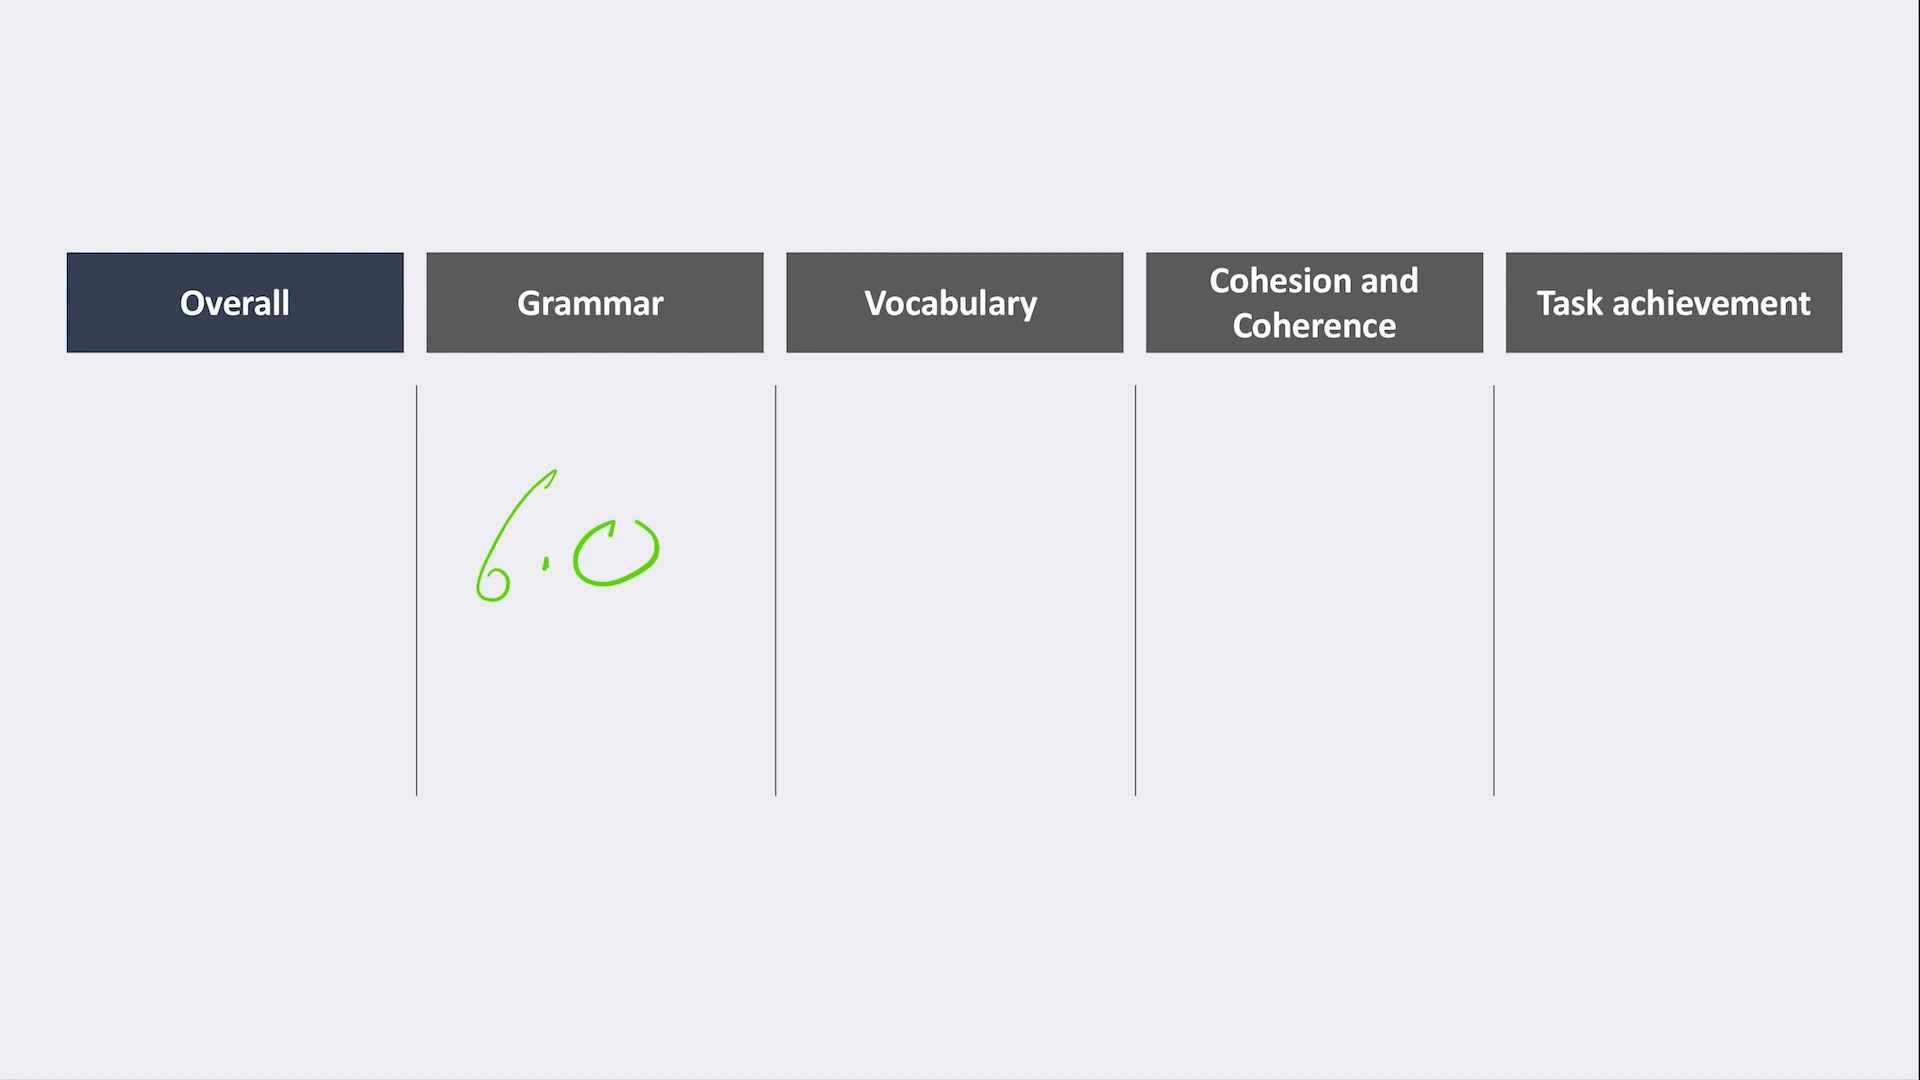 Overall
Grammar
Vocabulary
Cohesion and
Coherence
Task achievement
6.0